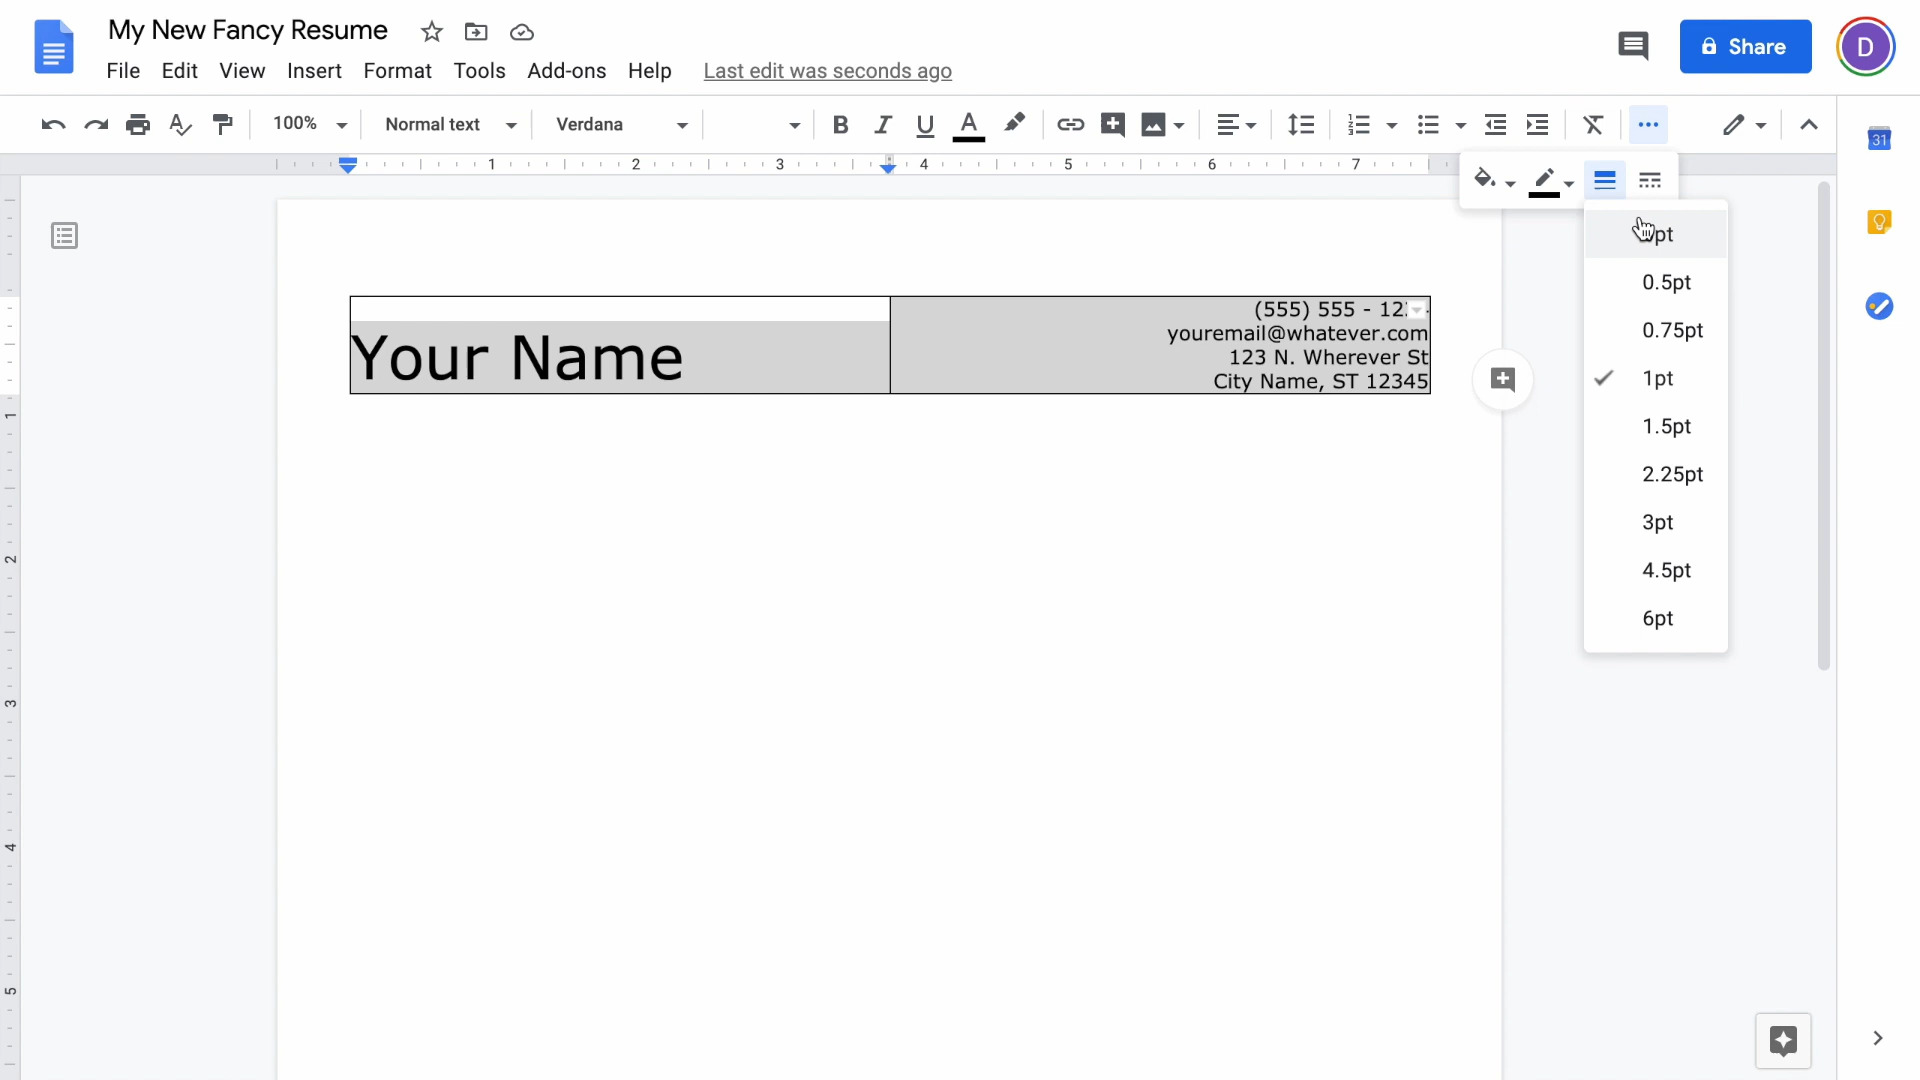 My New Fancy Resume
File Edit View Insert Format Tools Add-ons Help Last edit was seconds ago
Share
D
100% Normal text Verdana
1 2 3 4 5 6 7
31
pt
0.5pt
0.75pt
1pt
1.5pt
2.25pt
3pt
4.5pt
6pt
(555) 555 - 12
youremail@whatever.com
Your Name
123 N. Wherever St
City Name, ST 12345
1
2
3
4
5